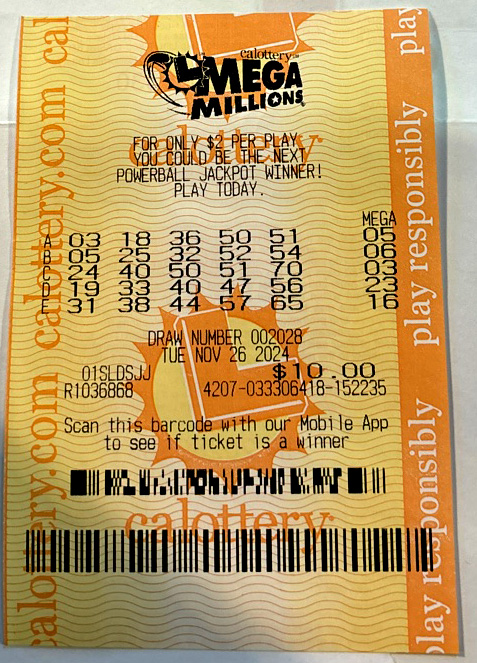 calottery
MEGA
MILLIONS
FOR ONLY $2 PER PLAY
YOU COULD BE THE NEXT
POWERBALL JACKPOT WINNER!
PLAY TODAY.
MEGA
A 03 18 36 50 51 05
B 05 25 32 52 54 06
C 24 40 50 51 70 03
D 19 33 40 47 56 23
E 31 38 44 57 65 16
DRAW NUMBER 002028
TUE NOV 26 2024
01SLDSJJ $10.00
R1036868 4207-033306418-152235
Scan this barcode with our Mobile App
to see if ticket is a winner
calottery
calottery.com calottery.com cal
play responsibly play responsibly play